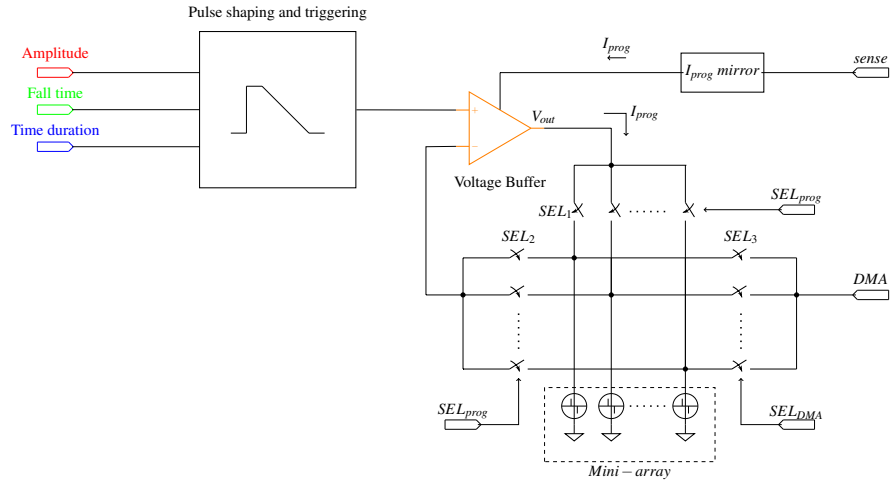 Pulse shaping and triggering
Amplitude
Fall time
Time duration
I_prog
I_prog mirror
sense
+
−
V_out
I_prog
Voltage Buffer
SEL_1
SEL_prog
SEL_2
SEL_3
DMA
SEL_prog
SEL_DMA
Mini − array